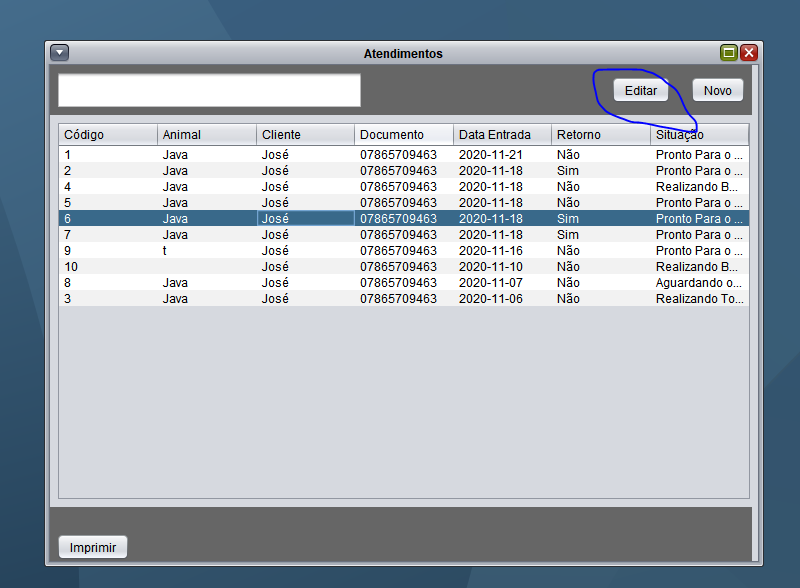 Atendimentos
Editar Novo
Código Animal Cliente Documento Data Entrada Retorno Situação
1 Java José 07865709463 2020-11-21 Não Pronto Para o ...
2 Java José 07865709463 2020-11-18 Sim Pronto Para o ...
4 Java José 07865709463 2020-11-18 Não Realizando B...
5 Java José 07865709463 2020-11-18 Não Pronto Para o ...
6 Java José 07865709463 2020-11-18 Sim Pronto Para o ...
7 Java José 07865709463 2020-11-18 Sim Pronto Para o ...
9 t José 07865709463 2020-11-16 Não Pronto Para o ...
10 José 07865709463 2020-11-10 Não Realizando B...
8 Java José 07865709463 2020-11-07 Não Aguardando o...
3 Java José 07865709463 2020-11-06 Não Realizando To...
Imprimir